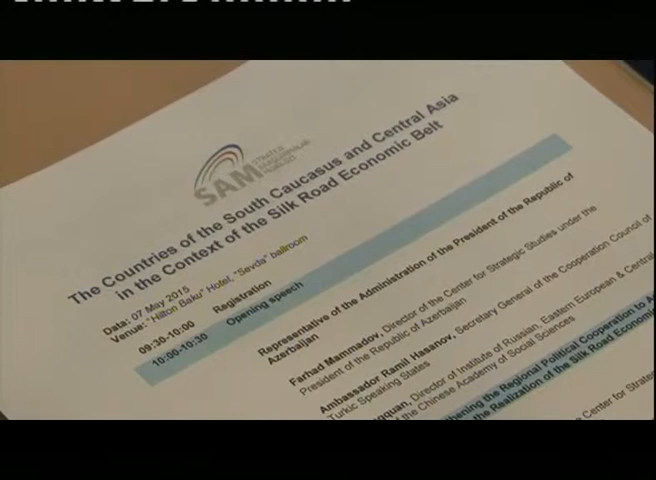 SAM
The Countries of the South Caucasus and Central Asia
in the Context of the Silk Road Economic Belt
Data: 07 May 2015
Venue: "Hilton Baku" Hotel, "Sevda" ballroom
09:30-10:00 Registration
10:00-10:30 Opening speech
Representative of the Administration of the President of the Republic of
Azerbaijan
Farhad Mammadov, Director of the Center for Strategic Studies under the
President of the Republic of Azerbaijan
Ambassador Ramil Hasanov, Secretary General of the Cooperation Council of
Turkic Speaking States
Director of Institute of Russian, Eastern European & Central
of the Chinese Academy of Social Sciences
the Regional Political Cooperation to
the Realization of the Silk Road
Center for